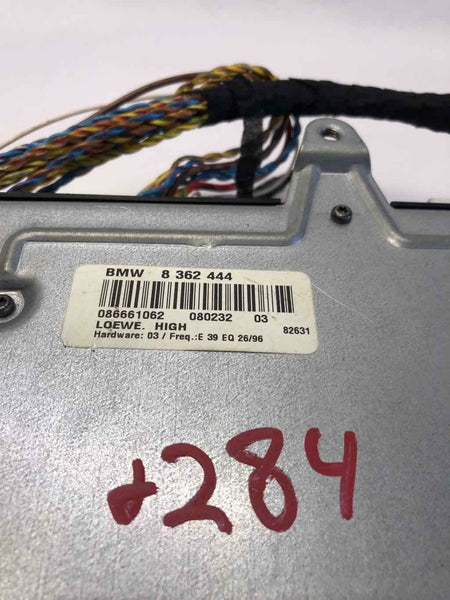 BMW 8 362 444
086661062 080232 03
LOEWE. HIGH 82631
Hardware: 03 / Freq.:E 39 EQ 26/96
284